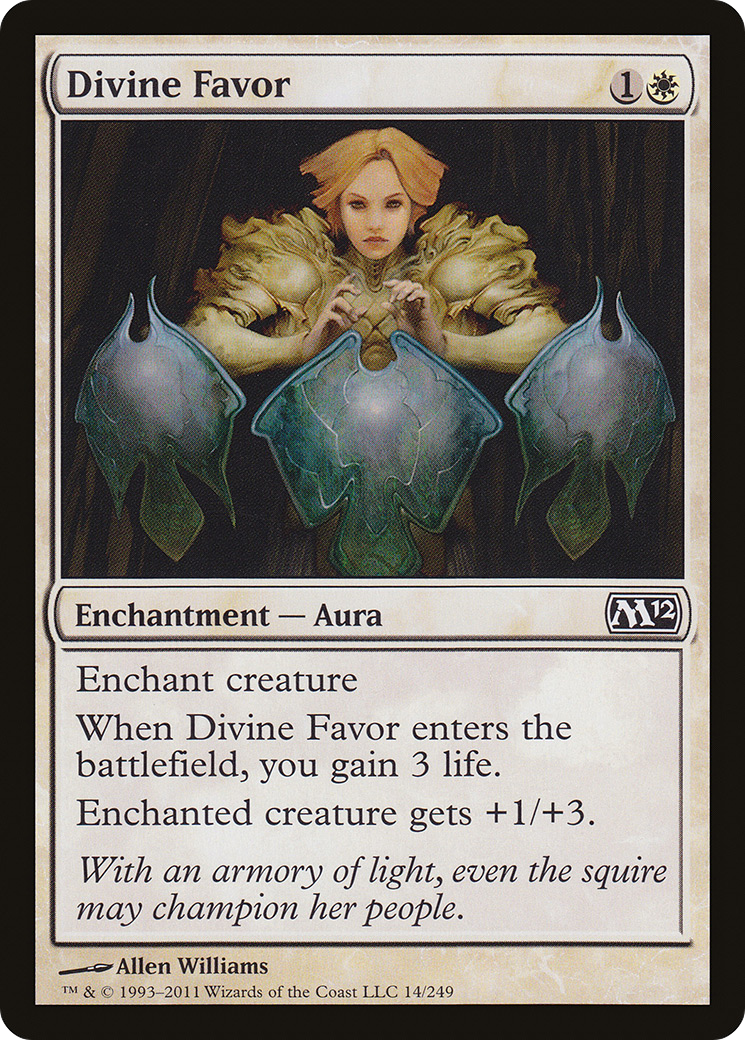 Divine Favor 1
Enchantment — Aura M12
Enchant creature
When Divine Favor enters the
battlefield, you gain 3 life.
Enchanted creature gets +1/+3.
With an armory of light, even the squire
may champion her people.
Allen Williams
™ & © 1993–2011 Wizards of the Coast LLC 14/249